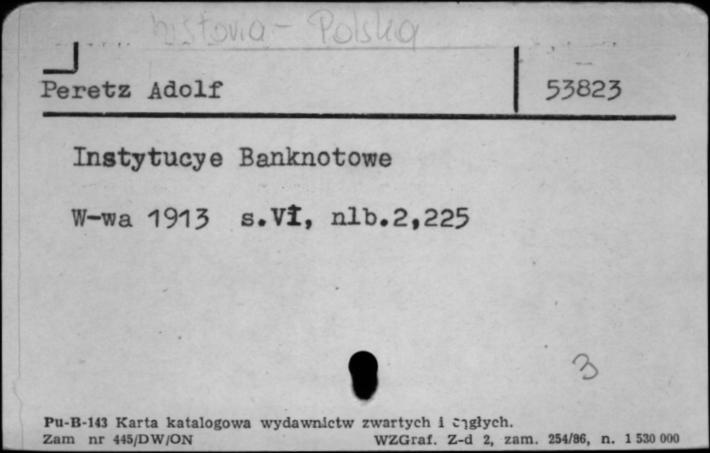 historia - Polska
Peretz Adolf 53823
Instytucye Banknotowe
W-wa 1913 s.VI, nlb.2,225
3
Pu-B-143 Karta katalogowa wydawnictw zwartych i ciągłych.
Zam nr 445/DW/ON WZGraf. Z-d 2, zam. 254/86, n. 1 530 000